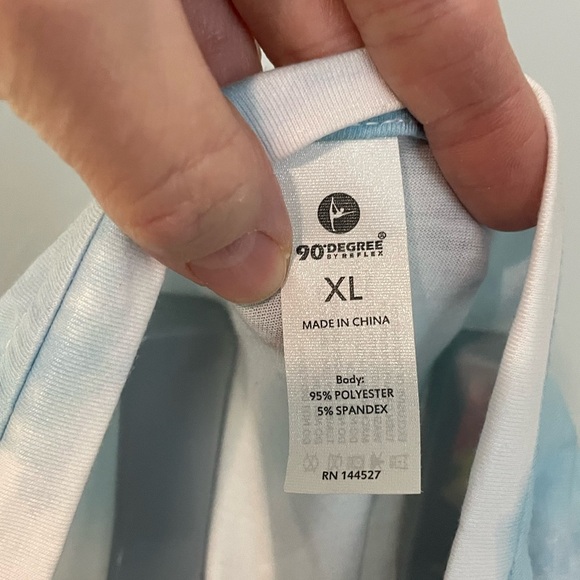 90° DEGREE®
BY REFLEX
XL
MADE IN CHINA
Body:
95% POLYESTER
5% SPANDEX
RN 144527